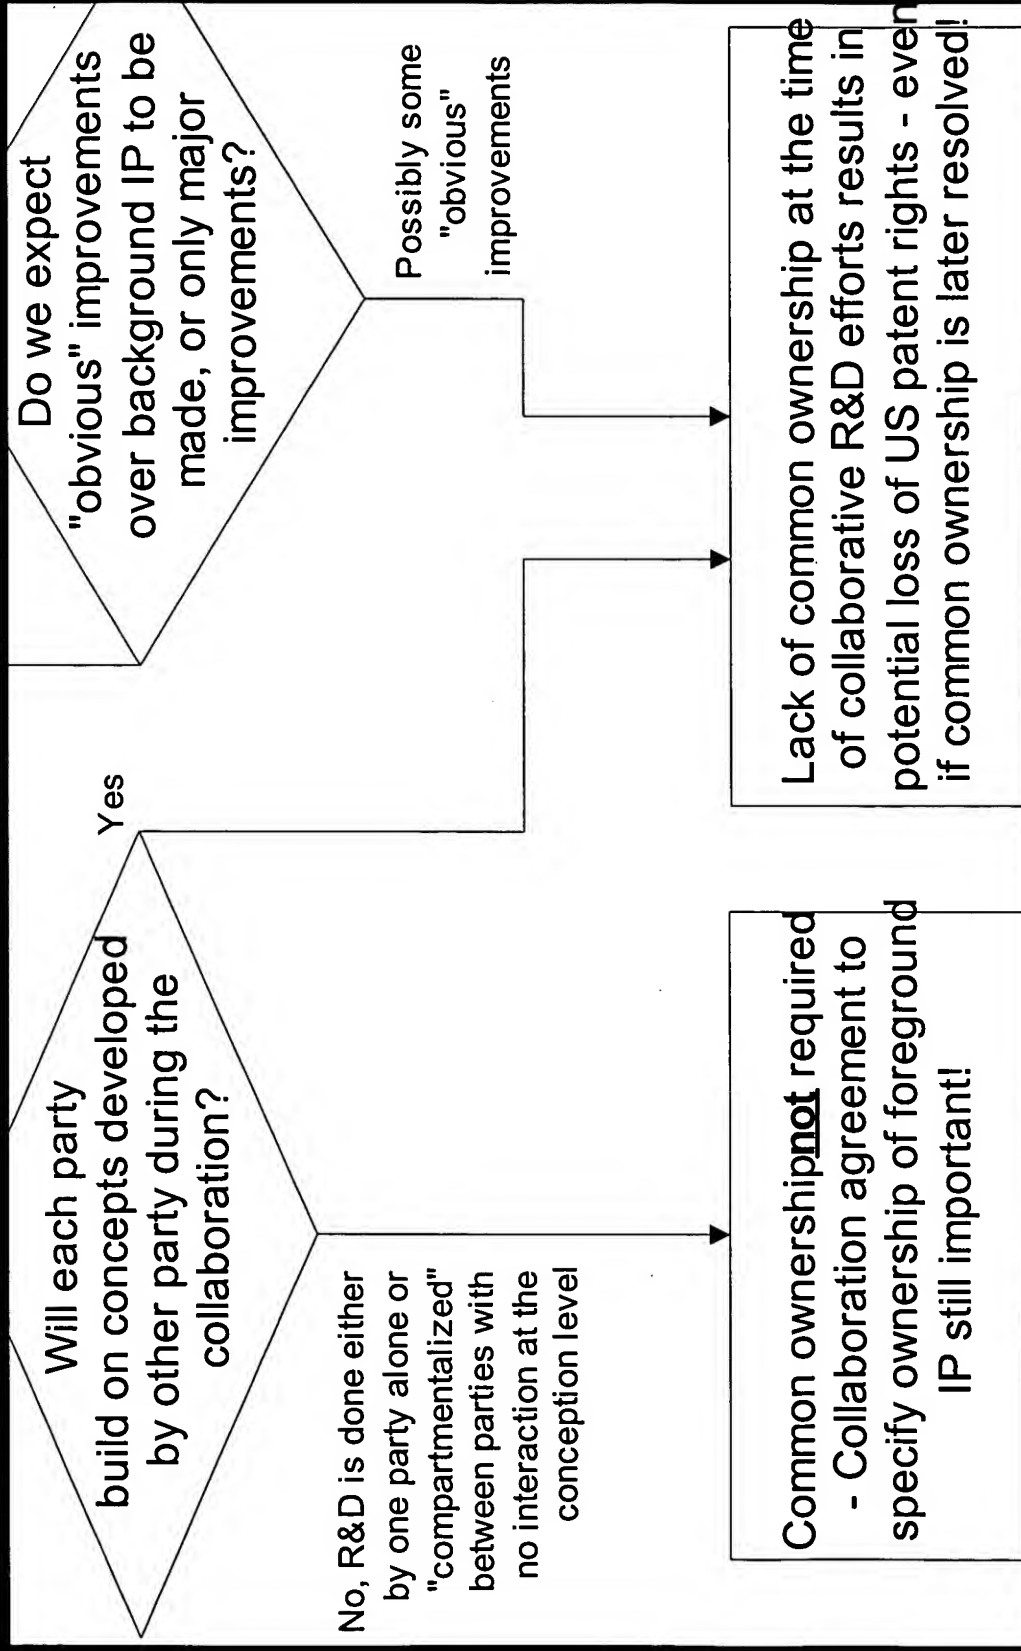 Will each party
build on concepts developed
by other party during the
collaboration?
Yes
No, R&D is done either
by one party alone or
"compartmentalized"
between parties with
no interaction at the
conception level
Do we expect
"obvious" improvements
over background IP to be
made, or only major
improvements?
Possibly some
"obvious"
improvements
Common ownershipnot required
- Collaboration agreement to
specify ownership of foreground
IP still important!
Lack of common ownership at the time
of collaborative R&D efforts results in
potential loss of US patent rights - even
if common ownership is later resolved!